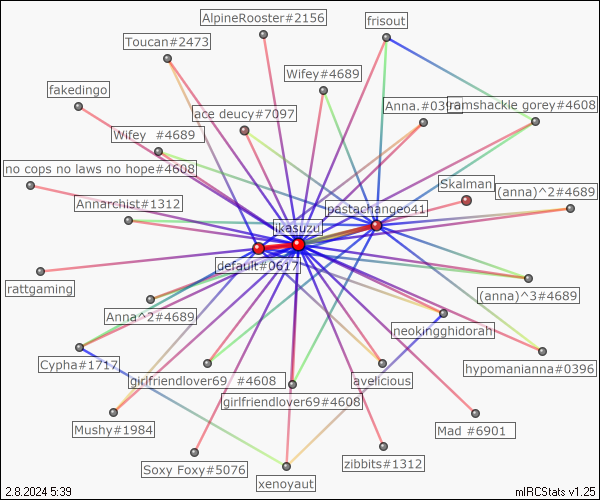 AlpineRooster#2156
frisout
Toucan#2473
Wifey#4689
fakedingo
Anna.#039
ramshackle gorey#4608
ace deucy#7097
Wifey #4689
no cops no laws no hope#4608
Skalman
(anna)^2#4689
Annarchist#1312
pastachangeo41
ikasuzu
default#0617
rattgaming
(anna)^3#4689
Anna^2#4689
neokingghidorah
Cypha#1717
hypomanianna#0396
girlfriendlover69 #4608
avelicious
girlfriendlover69#4608
Mushy#1984
Mad #6901
Soxy Foxy#5076
zibbits#1312
xenoyaut
2.8.2024 5:39
mIRCStats v1.25